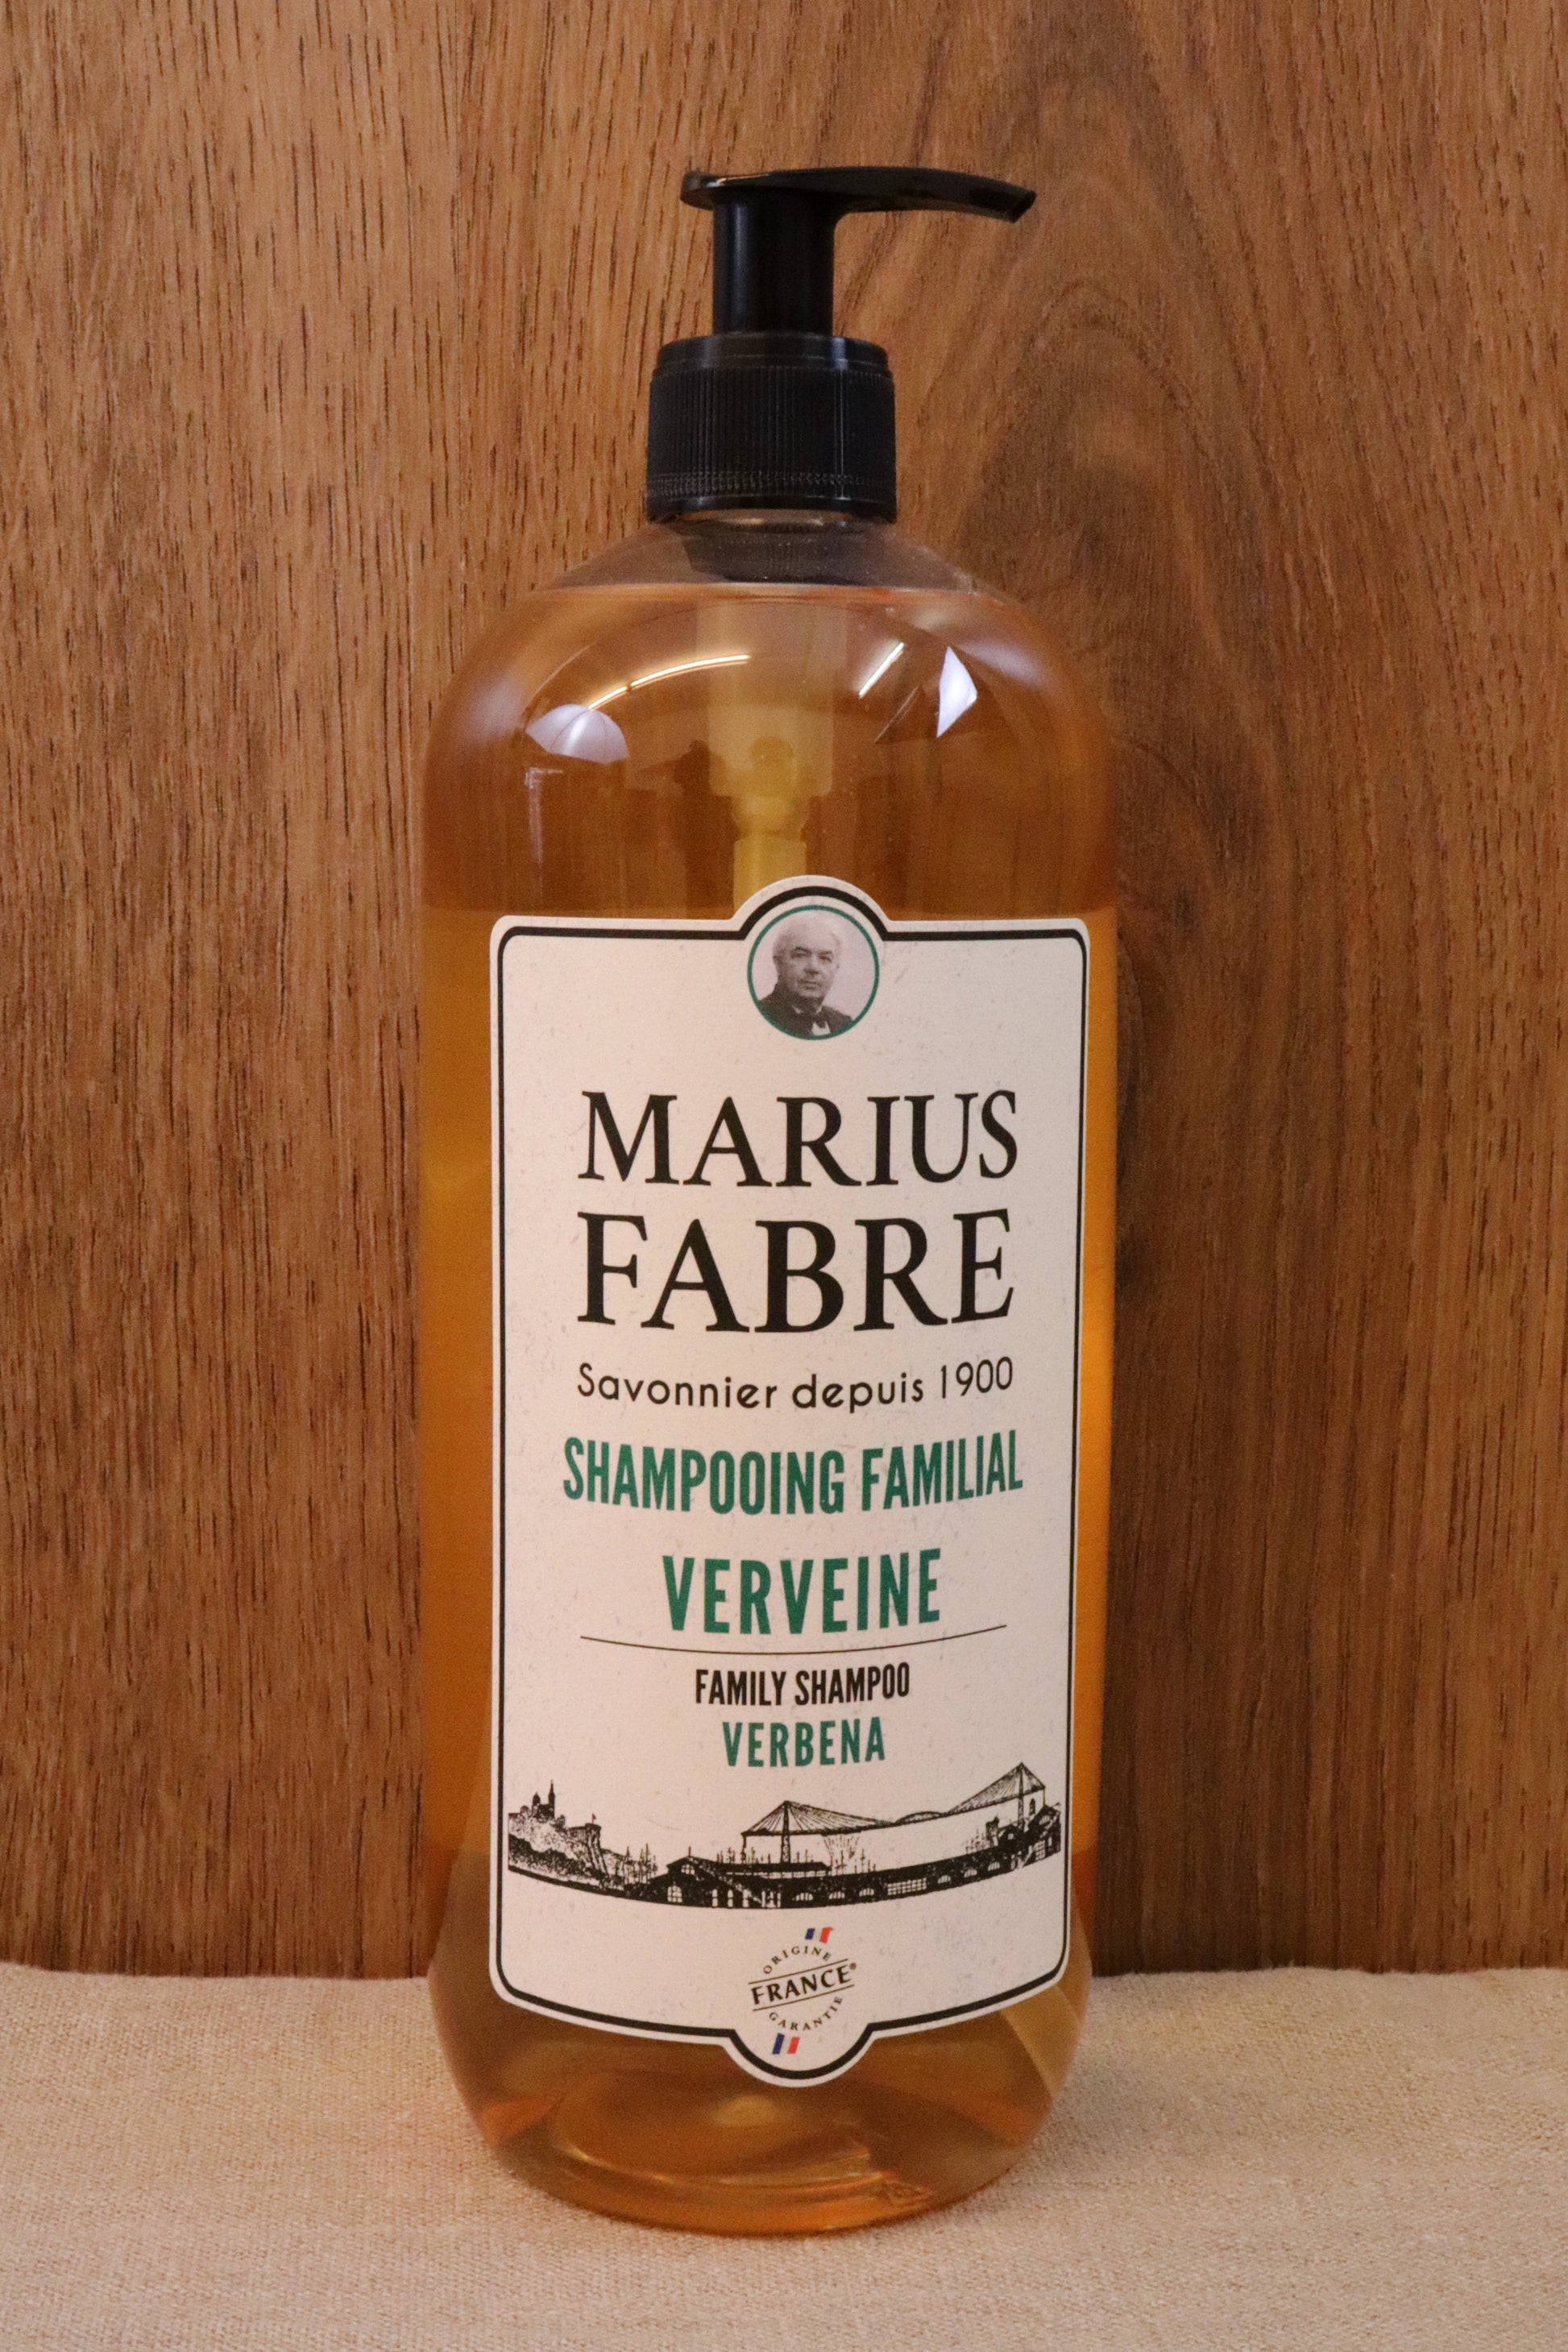 MARIUS
FABRE
Savonnier depuis 1900
SHAMPOOING FAMILIAL
VERVEINE
FAMILY SHAMPOO
VERBENA
ORIGINE
FRANCE®
GARANTIE